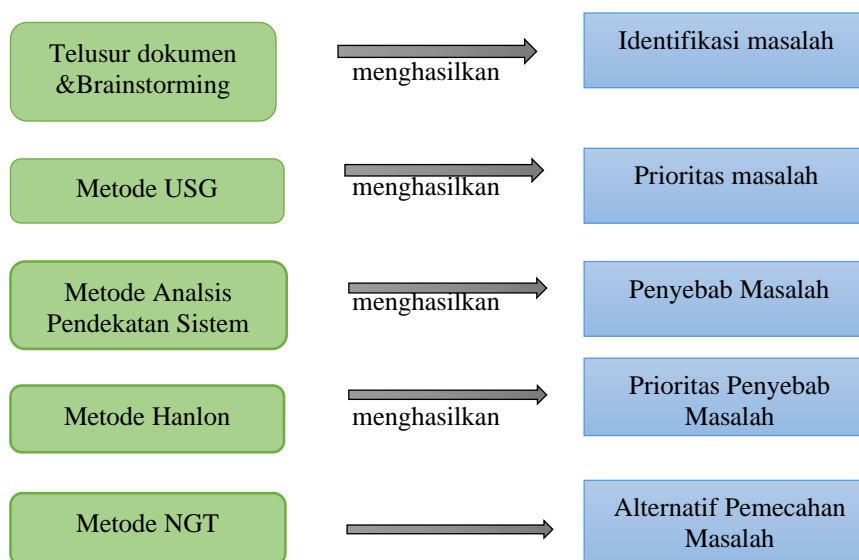 Telusur dokumen
&Brainstorming
menghasilkan
Identifikasi masalah
Metode USG
menghasilkan
Prioritas masalah
Metode Analsis
Pendekatan Sistem
menghasilkan
Penyebab Masalah
Metode Hanlon
menghasilkan
Prioritas Penyebab
Masalah
Metode NGT
Alternatif Pemecahan
Masalah